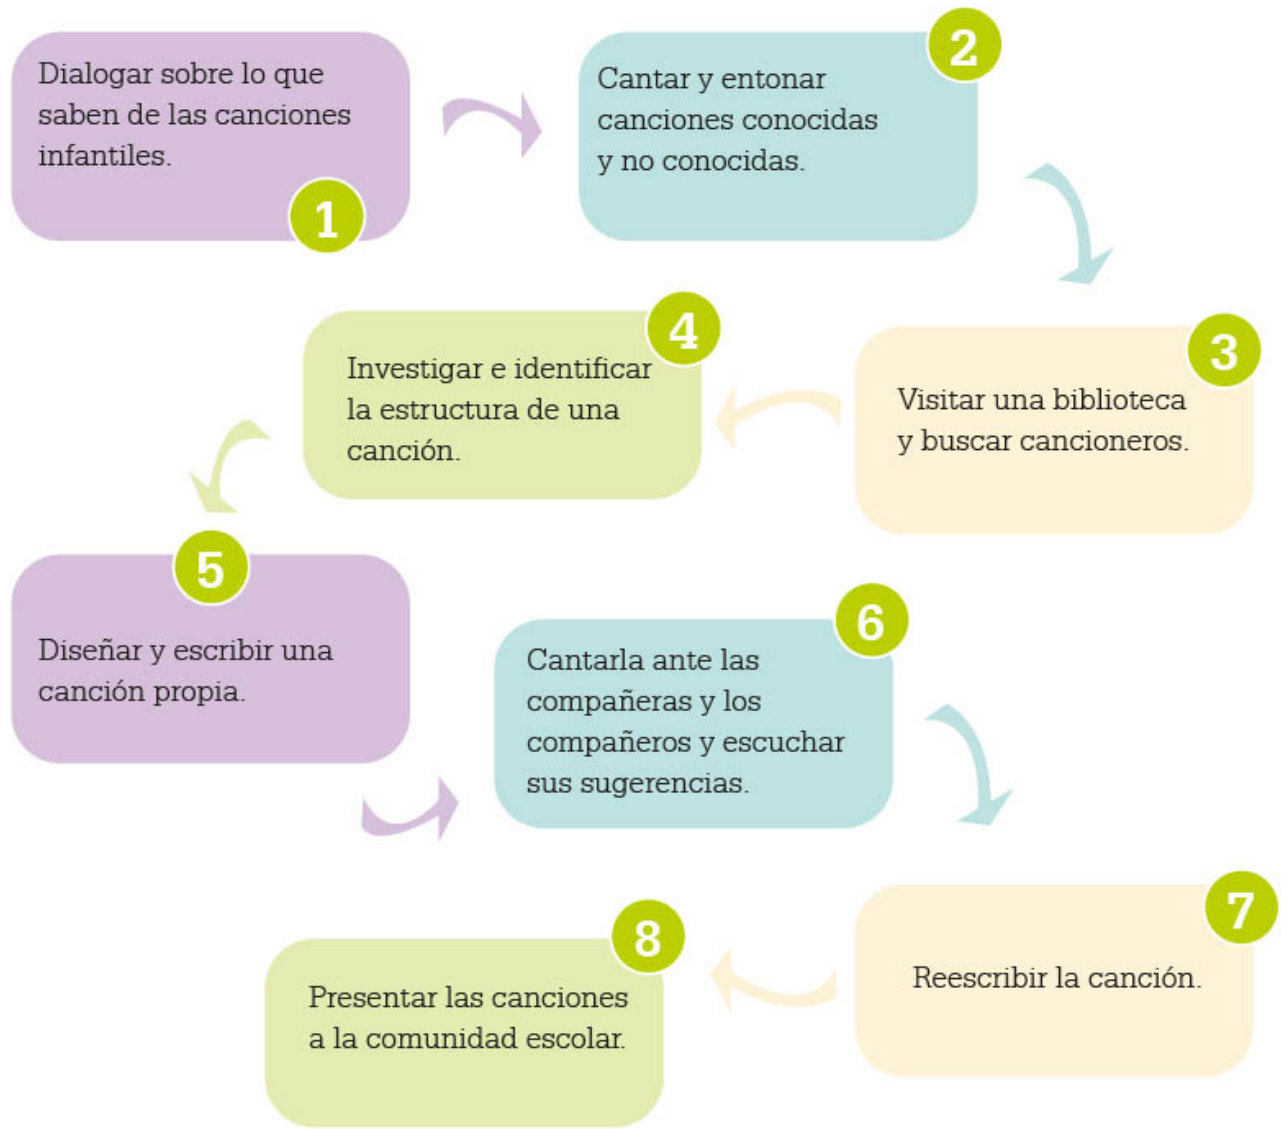 Dialogar sobre lo que
saben de las canciones
infantiles.
1
2
Cantar y entonar
canciones conocidas
y no conocidas.
3
Visitar una biblioteca
y buscar cancioneros.
4
Investigar e identificar
la estructura de una
canción.
5
Diseñar y escribir una
canción propia.
6
Cantarla ante las
compañeras y los
compañeros y escuchar
sus sugerencias.
7
Reescribir la canción.
8
Presentar las canciones
a la comunidad escolar.